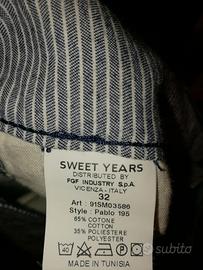 SWEET YEARS
DISTRIBUTED BY
FGF INDUSTRY S.p.A.
VICENZA - ITALY
32
Art : 91SM03586
Style : Pablo 195
65% COTONE
COTTON
35% POLIESTERE
POLYESTER
40
MADE IN TUNISIA
subito